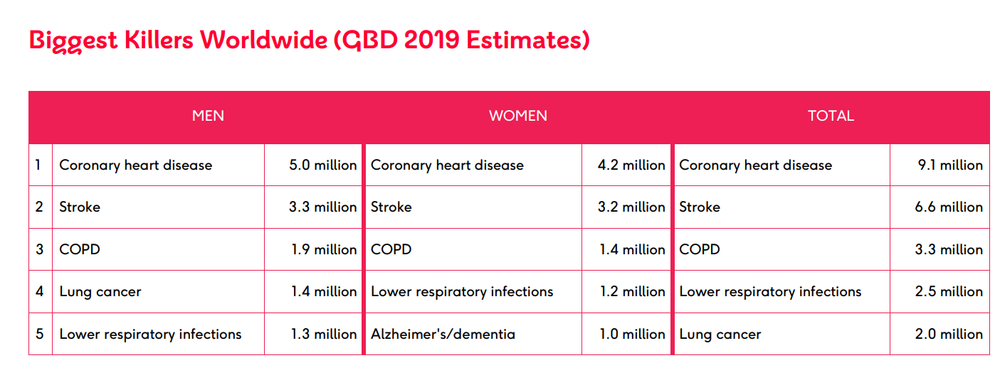 Biggest Killers Worldwide (GBD 2019 Estimates)
MEN WOMEN TOTAL
1 Coronary heart disease 5.0 million Coronary heart disease 4.2 million Coronary heart disease 9.1 million
2 Stroke 3.3 million Stroke 3.2 million Stroke 6.6 million
3 COPD 1.9 million COPD 1.4 million COPD 3.3 million
4 Lung cancer 1.4 million Lower respiratory infections 1.2 million Lower respiratory infections 2.5 million
5 Lower respiratory infections 1.3 million Alzheimer's/dementia 1.0 million Lung cancer 2.0 million